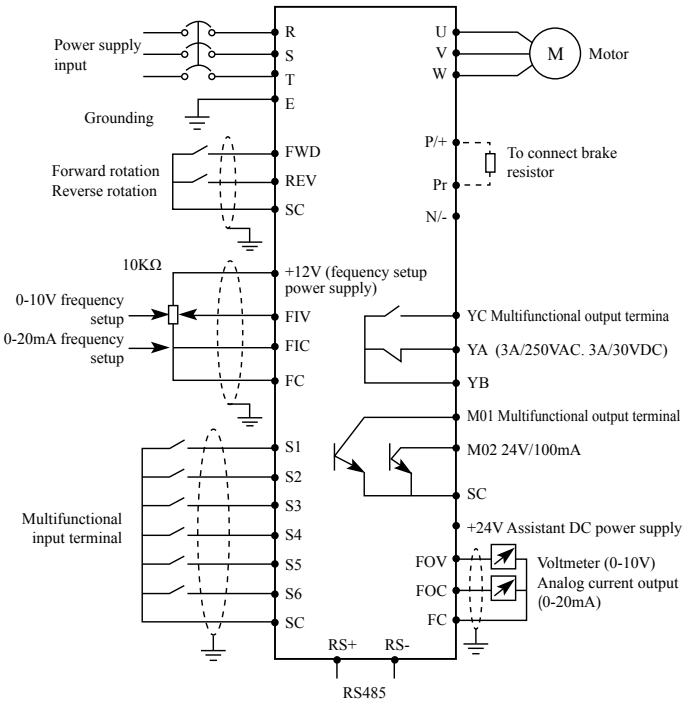 Power supply
input
R
S
T
E
Grounding
FWD
REV
SC
Forward rotation
Reverse rotation
10KΩ
+12V (fequency setup
power supply)
0-10V frequency
setup
FIV
0-20mA frequency
setup
FIC
FC
S1
S2
S3
S4
S5
S6
SC
Multifunctional
input terminal
U
V
W
M
Motor
P/+
Pr
N/-
To connect brake
resistor
YC Multifunctional output termina
YA (3A/250VAC. 3A/30VDC)
YB
M01 Multifunctional output terminal
M02 24V/100mA
SC
+24V Assistant DC power supply
FOV
FOC
FC
Voltmeter (0-10V)
Analog current output
(0-20mA)
RS+ RS-
RS485